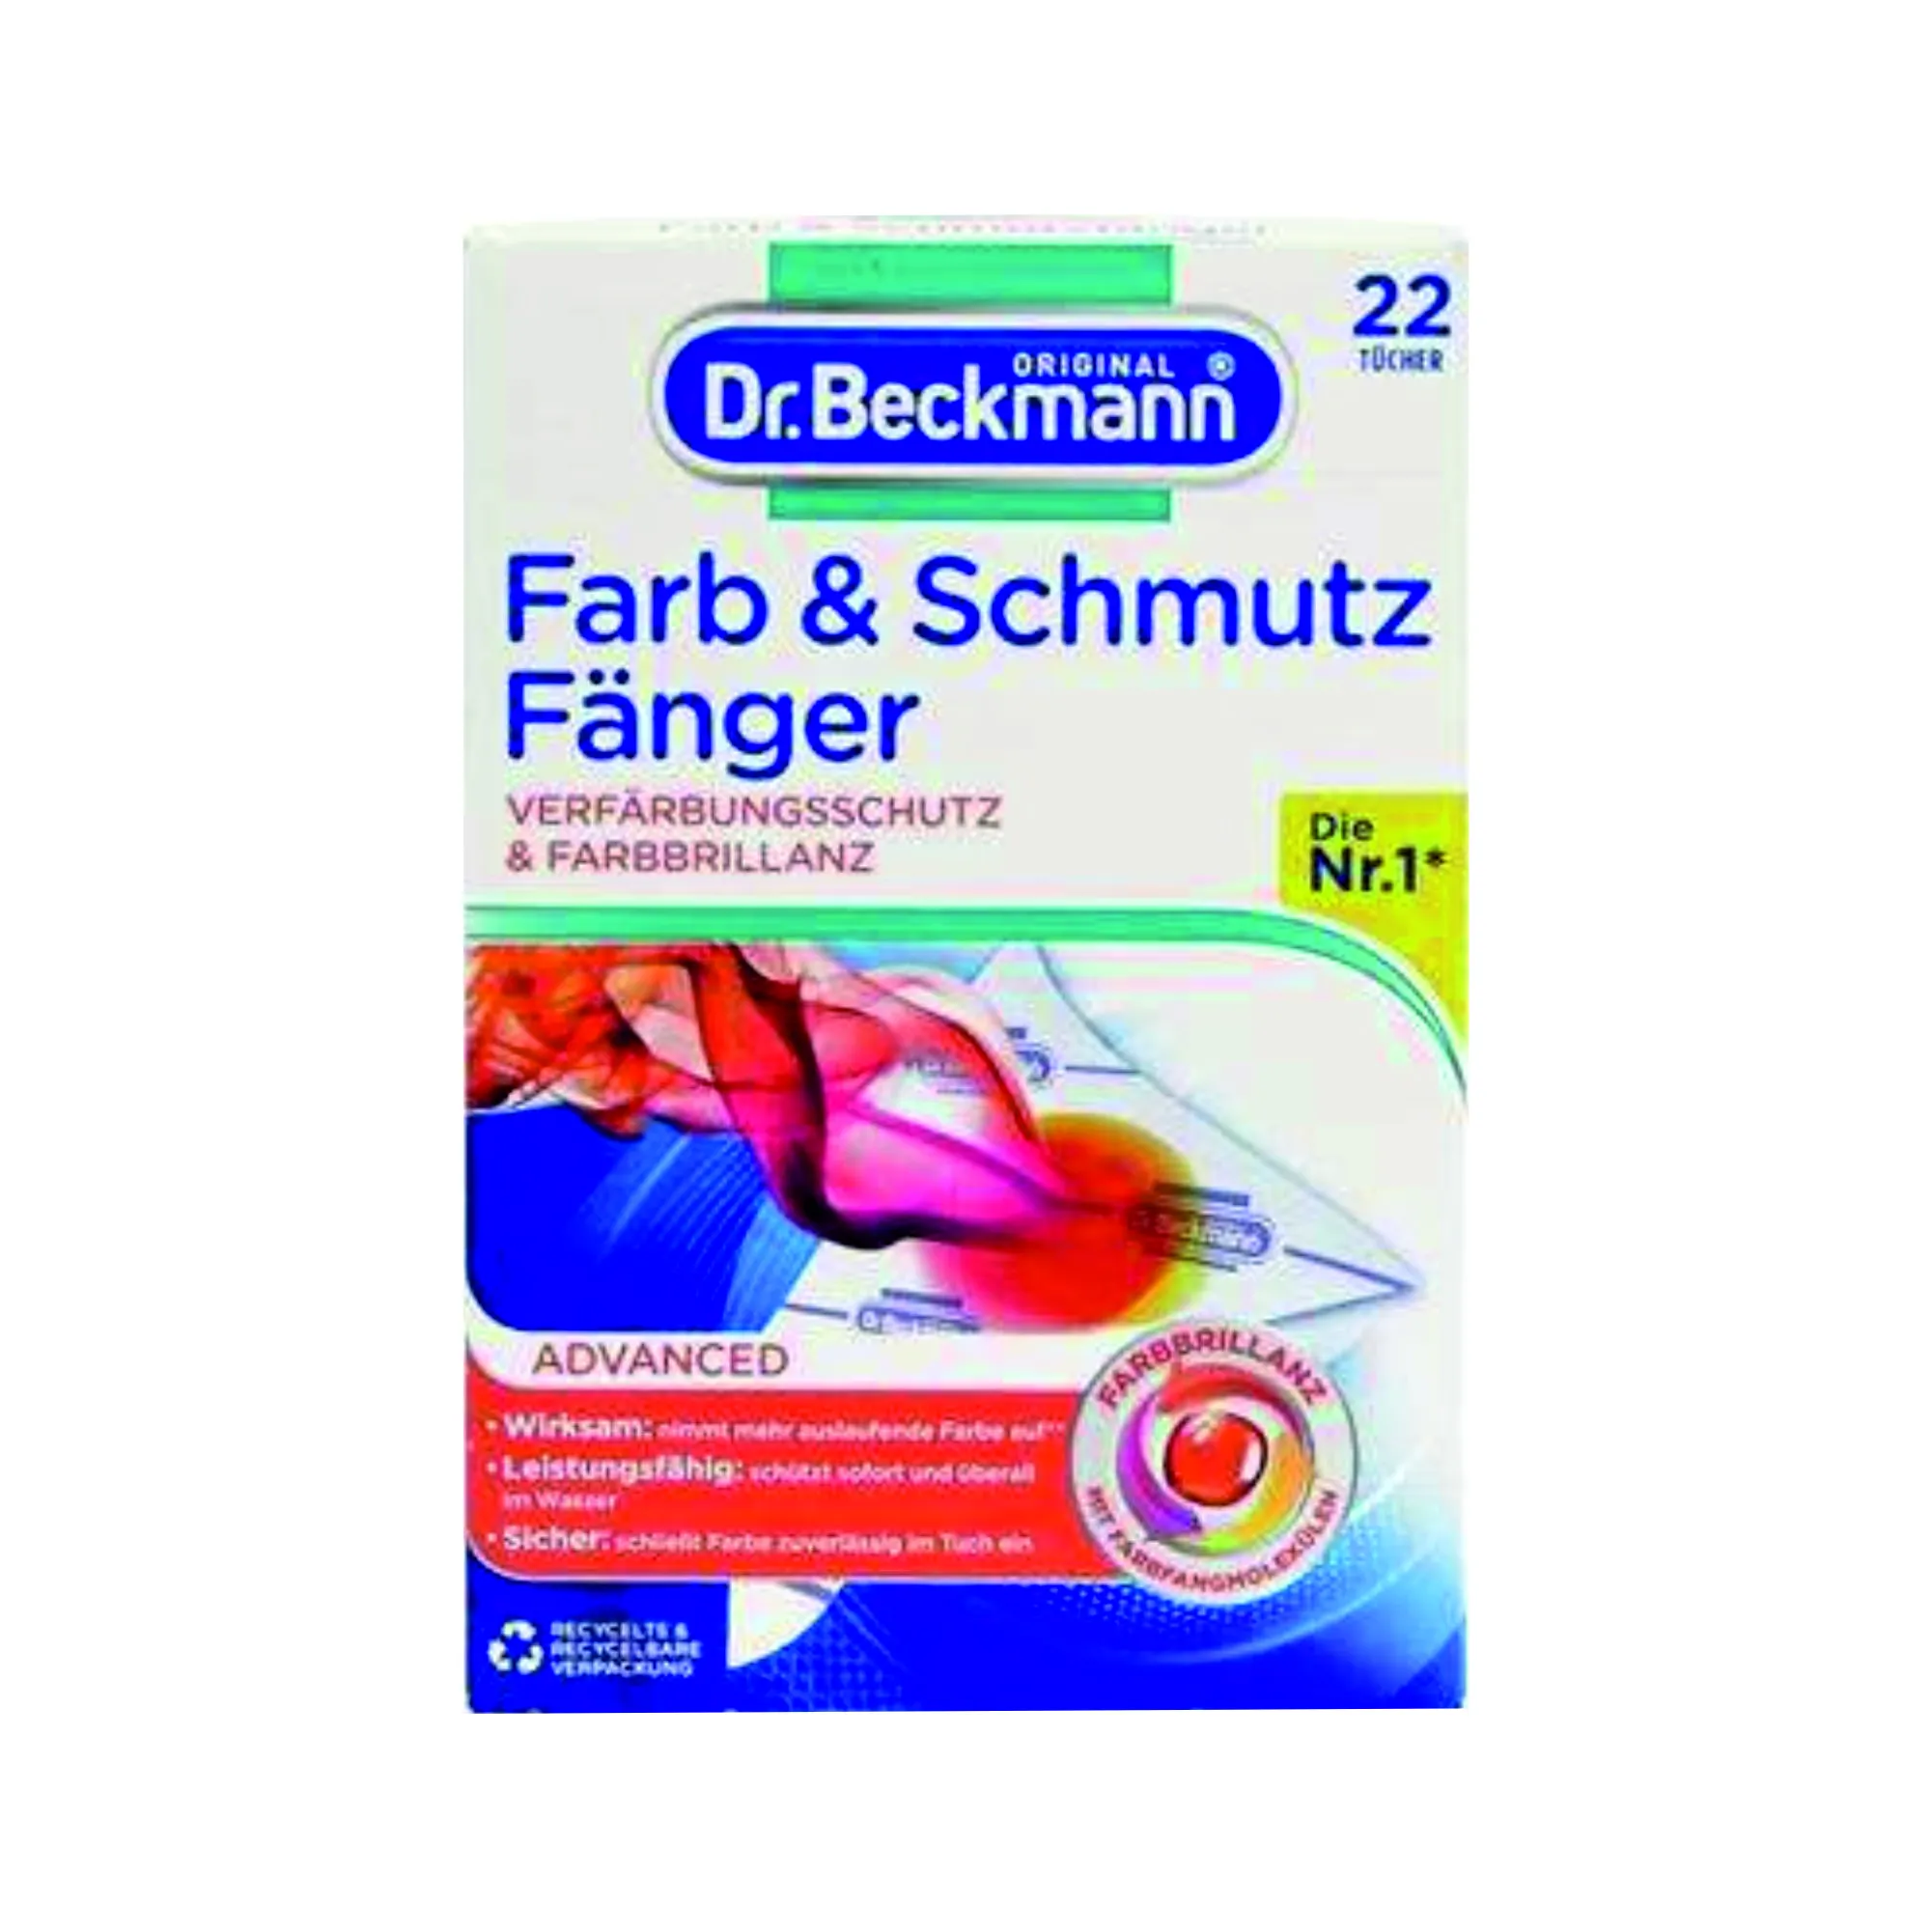 22
TÜCHER
ORIGINAL
Dr.Beckmann®
Farb & Schmutz
Fänger
VERFÄRBUNGSSCHUTZ
& FARBBRILLANZ
Die
Nr.1*
Beckmann
ADVANCED
• Wirksam: nimmt mehr auslaufende Farbe auf**
• Leistungsfähig: schützt sofort und überall
im Wasser
• Sicher: schließt Farbe zuverlässig im Tuch ein
FARBBRILLANZ
MIT FARBFANGMOLEKÜLEN
RECYCELTE &
RECYCELBARE
VERPACKUNG